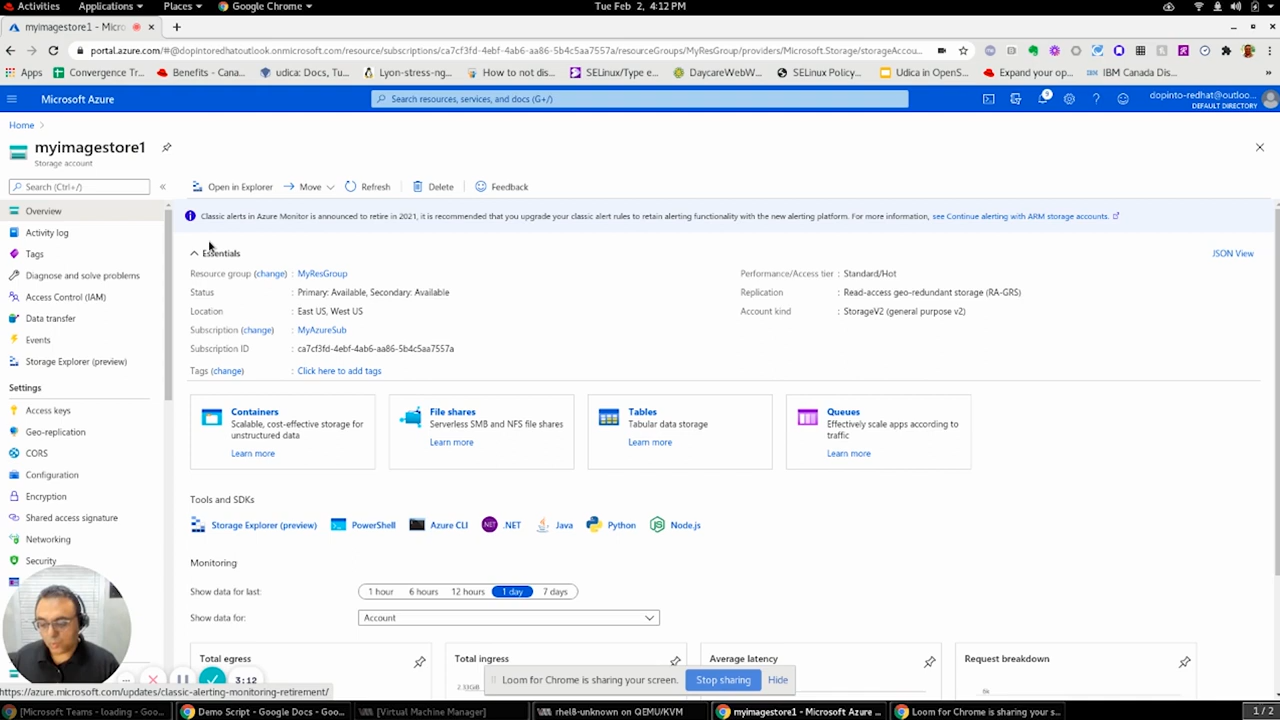 Activities Applications Places Google Chrome Tue Feb 2, 4:12 PM
myimagestore1 - Micros
portal.azure.com/#@dopintoredhatoutlook.onmicrosoft.com/resource/subscriptions/ca7cf3fd-4ebf-4ab6-aa86-5b4c5aa7557a/resourceGroups/MyResGroup/providers/Microsoft.Storage/storageAccou...
Apps Convergence Tr... Benefits - Cana... udica: Docs, Tu... Lyon-stress-ng... How to not dis... SELinux/Type e... DaycareWebW... SELinux Policy... Udica in OpenS... Expand your op... IBM Canada Dis...
Microsoft Azure Search resources, services, and docs (G+/) 9 dopinto-redhat@outloo...
DEFAULT DIRECTORY
Home
myimagestore1
Storage account
Search (Ctrl+/) Open in Explorer Move Refresh Delete Feedback
Overview
Classic alerts in Azure Monitor is announced to retire in 2021, it is recommended that you upgrade your classic alert rules to retain alerting functionality with the new alerting platform. For more information, see Continue alerting with ARM storage accounts.
Activity log
Tags
Essentials JSON View
Diagnose and solve problems
Resource group (change) : MyResGroup Performance/Access tier : Standard/Hot
Access Control (IAM)
Status : Primary: Available, Secondary: Available Replication : Read-access geo-redundant storage (RA-GRS)
Data transfer
Location : East US, West US Account kind : StorageV2 (general purpose v2)
Events
Subscription (change) : MyAzureSub
Storage Explorer (preview)
Subscription ID : ca7cf3fd-4ebf-4ab6-aa86-5b4c5aa7557a
Tags (change) : Click here to add tags
Settings
Access keys
Geo-replication
CORS
Configuration
Encryption
Shared access signature
Networking
Security
Containers
Scalable, cost-effective storage for
unstructured data
Learn more
File shares
Serverless SMB and NFS file shares
Learn more
Tables
Tabular data storage
Learn more
Queues
Effectively scale apps according to
traffic
Learn more
Tools and SDKs
Storage Explorer (preview) PowerShell Azure CLI .NET Java Python Node.js
Monitoring
Show data for last: 1 hour 6 hours 12 hours 1 day 7 days
Show data for: Account
Total egress Total ingress Average latency Request breakdown
3:12 Loom for Chrome is sharing your screen. Stop sharing Hide
6k
https://azure.microsoft.com/updates/classic-alerting-monitoring-retirement/
[Microsoft Teams - loading - Goog... Demo Script - Google Docs - Goog... [Virtual Machine Manager] rhel8-unknown on QEMU/KVM myimagestore1 - Microsoft Azure ... Loom for Chrome is sharing your s... 1 / 2